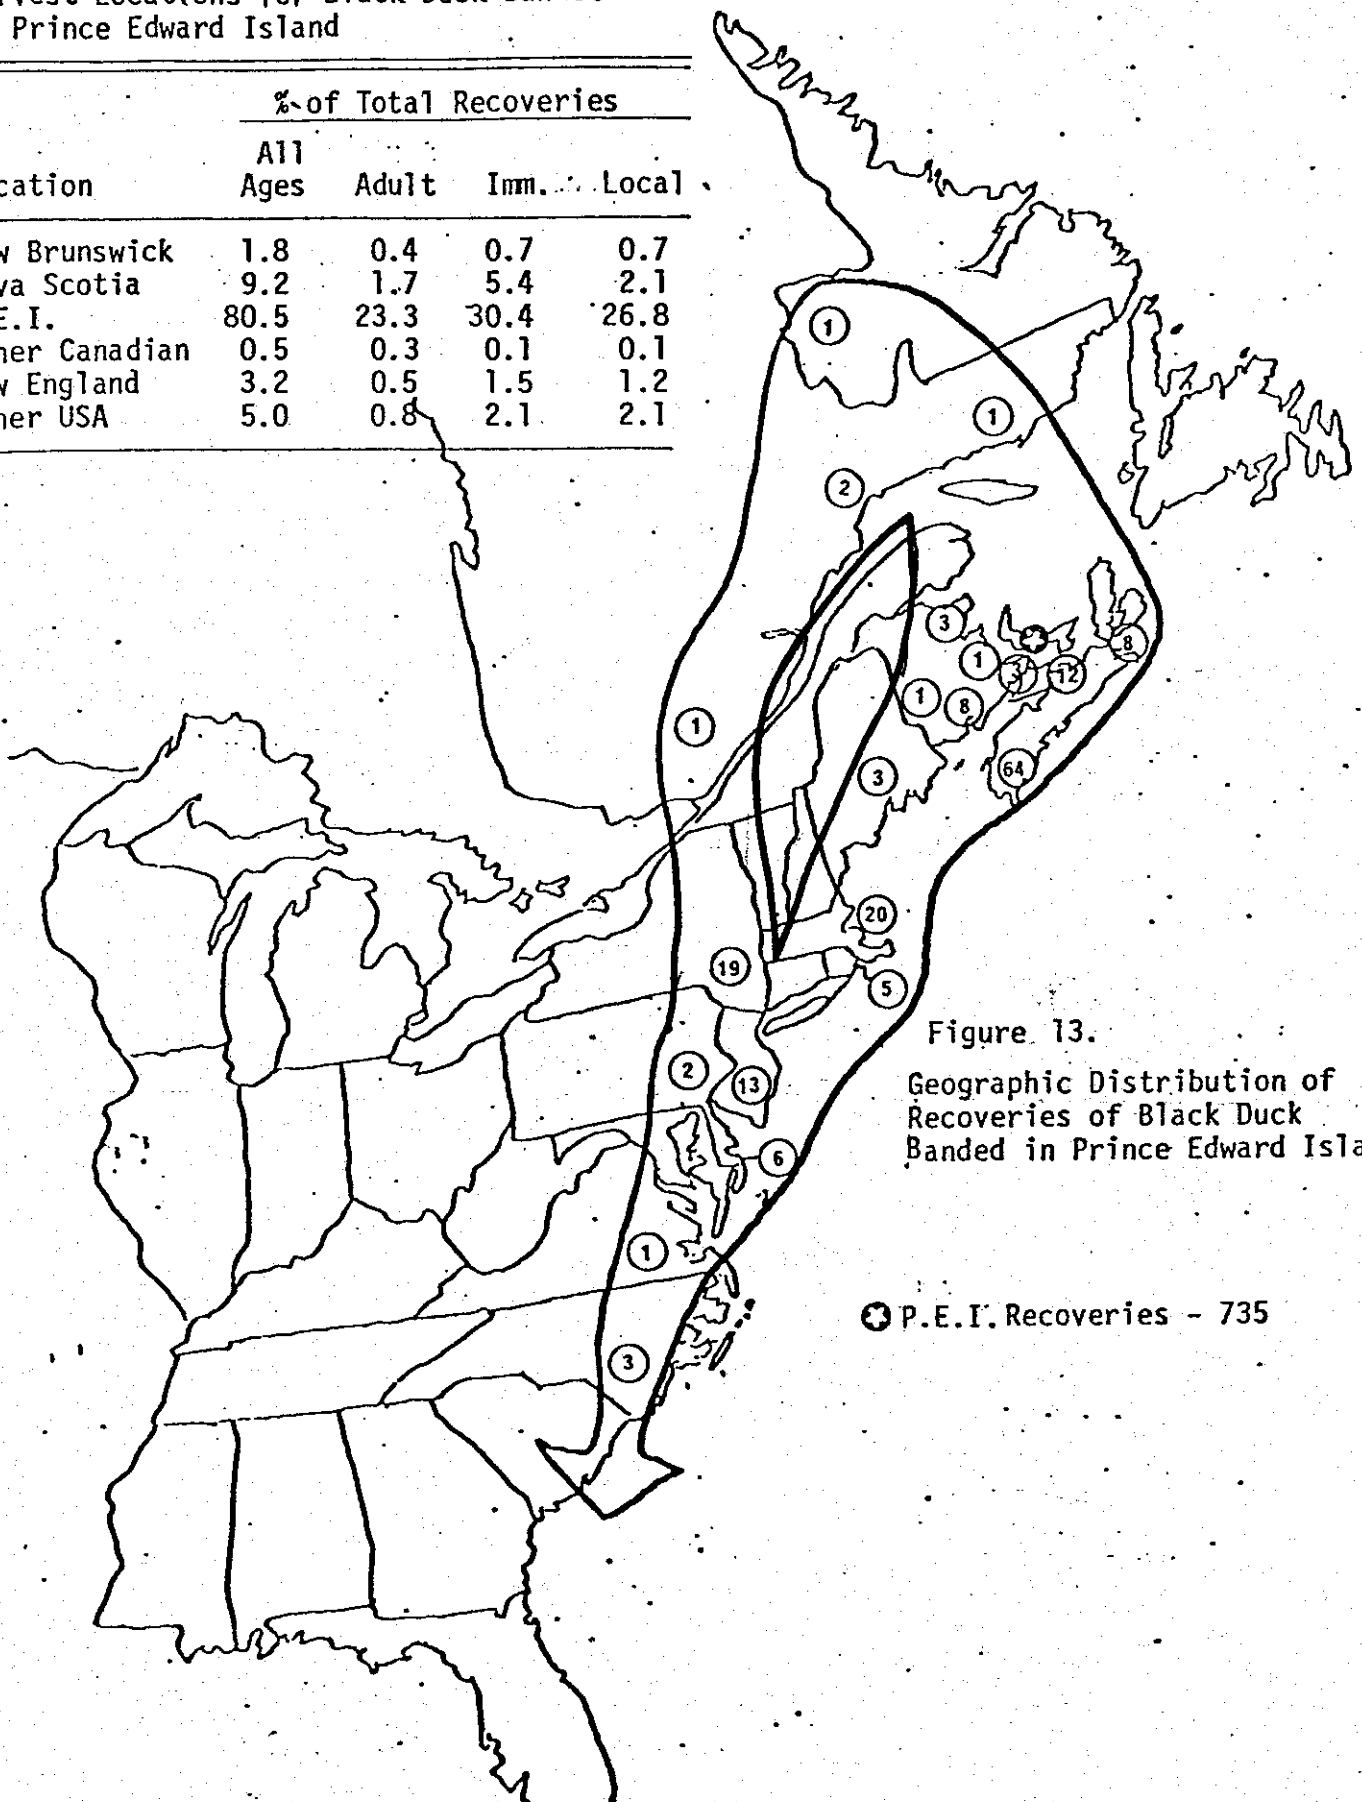 Prince Edward Island
% of Total Recoveries
All
Ages Adult Imm. Local
cation
w Brunswick 1.8 0.4 0.7 0.7
va Scotia 9.2 1.7 5.4 2.1
E.I. 80.5 23.3 30.4 26.8
her Canadian 0.5 0.3 0.1 0.1
w England 3.2 0.5 1.5 1.2
her USA 5.0 0.8 2.1 2.1
1
1
2
3
1
3
12
8
1
8
1
3
64
20
19
5
2
13
6
1
3
Figure 13.
Geographic Distribution of
Recoveries of Black Duck
Banded in Prince Edward Isla
P.E.I. Recoveries - 735